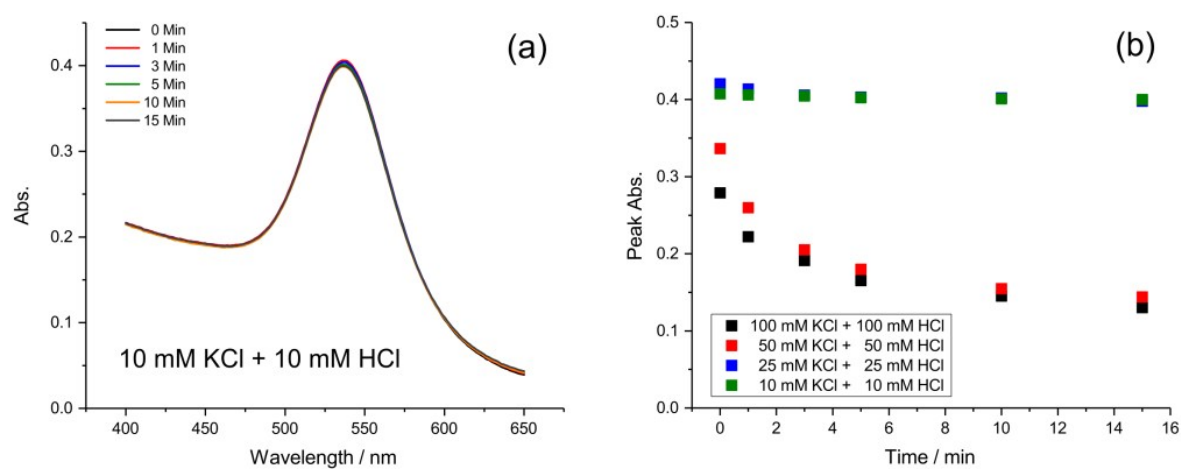 (a)
0 Min
1 Min
3 Min
5 Min
10 Min
15 Min
0.4
0.3
0.2
0.1
0.0
Abs.
10 mM KCl + 10 mM HCl
400 450 500 550 600 650
Wavelength / nm
(b)
0.5
0.4
0.3
0.2
0.1
0.0
Peak Abs.
100 mM KCl + 100 mM HCl
50 mM KCl + 50 mM HCl
25 mM KCl + 25 mM HCl
10 mM KCl + 10 mM HCl
0 2 4 6 8 10 12 14 16
Time / min